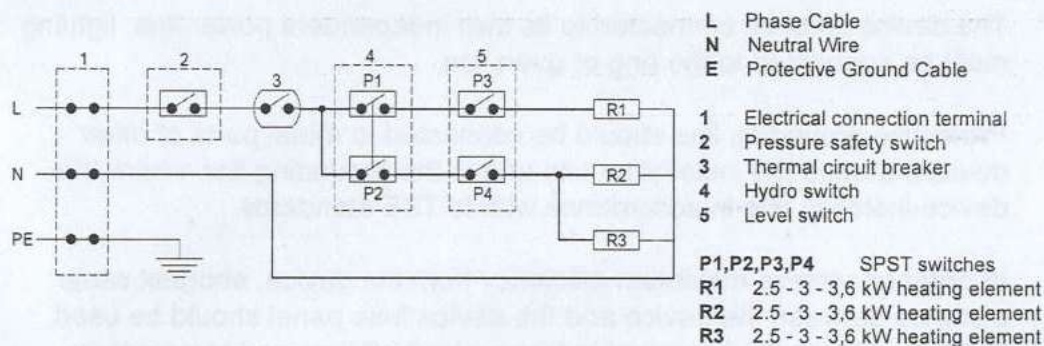 1
2
3
4
P1
P2
5
P3
P4
L
N
PE
R1
R2
R3
L Phase Cable
N Neutral Wire
E Protective Ground Cable
1 Electrical connection terminal
2 Pressure safety switch
3 Thermal circuit breaker
4 Hydro switch
5 Level switch
P1,P2,P3,P4 SPST switches
R1 2.5 - 3 - 3,6 kW heating element
R2 2.5 - 3 - 3,6 kW heating element
R3 2.5 - 3 - 3,6 kW heating element